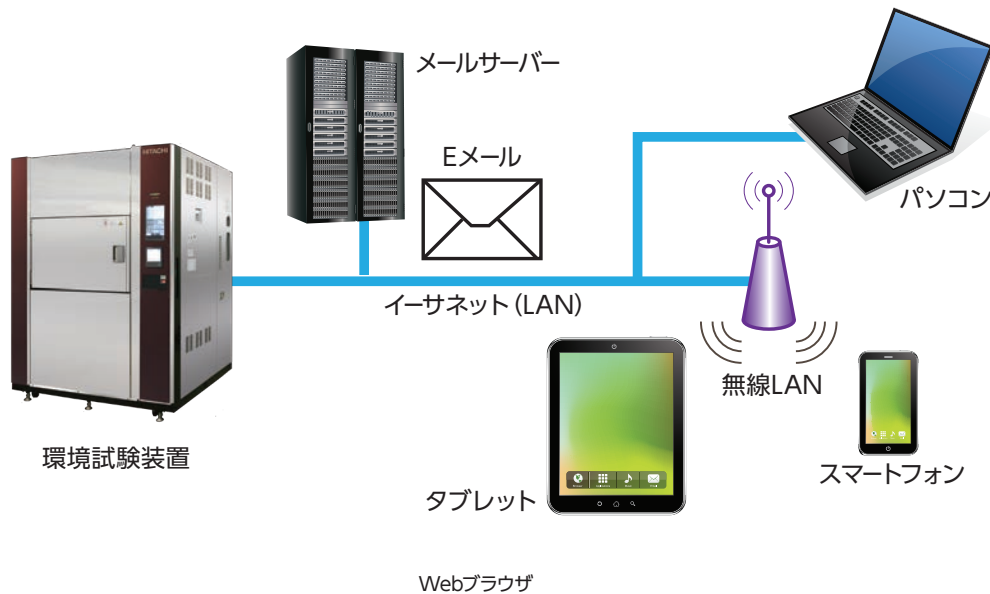 メールサーバー
HITACHI
Eメール
パソコン
イーサネット(LAN)
無線LAN
環境試験装置
スマートフォン
タブレット
Webブラウザ